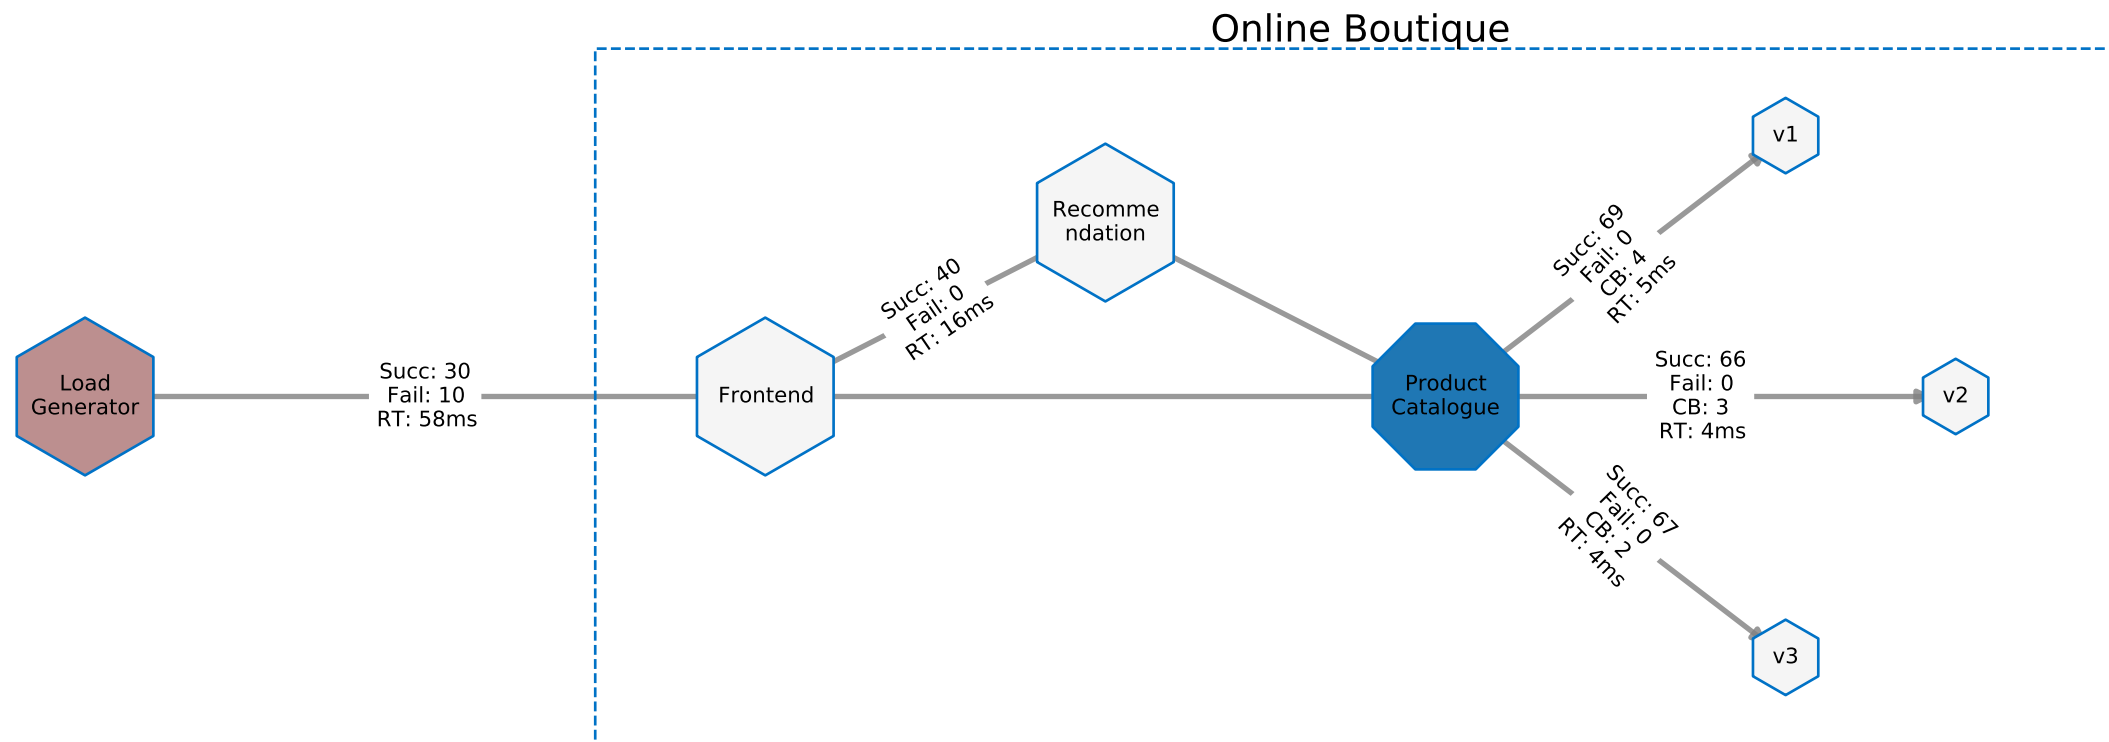 Online Boutique
Load
Generator
Succ: 30
Fail: 10
RT: 58ms
Frontend
Succ: 40
Fail: 0
RT: 16ms
Recomme
ndation
Product
Catalogue
Succ: 69
Fail: 0
CB: 4
RT: 5ms
v1
Succ: 66
Fail: 0
CB: 3
RT: 4ms
v2
Succ: 67
Fail: 0
CB: 2
RT: 4ms
v3